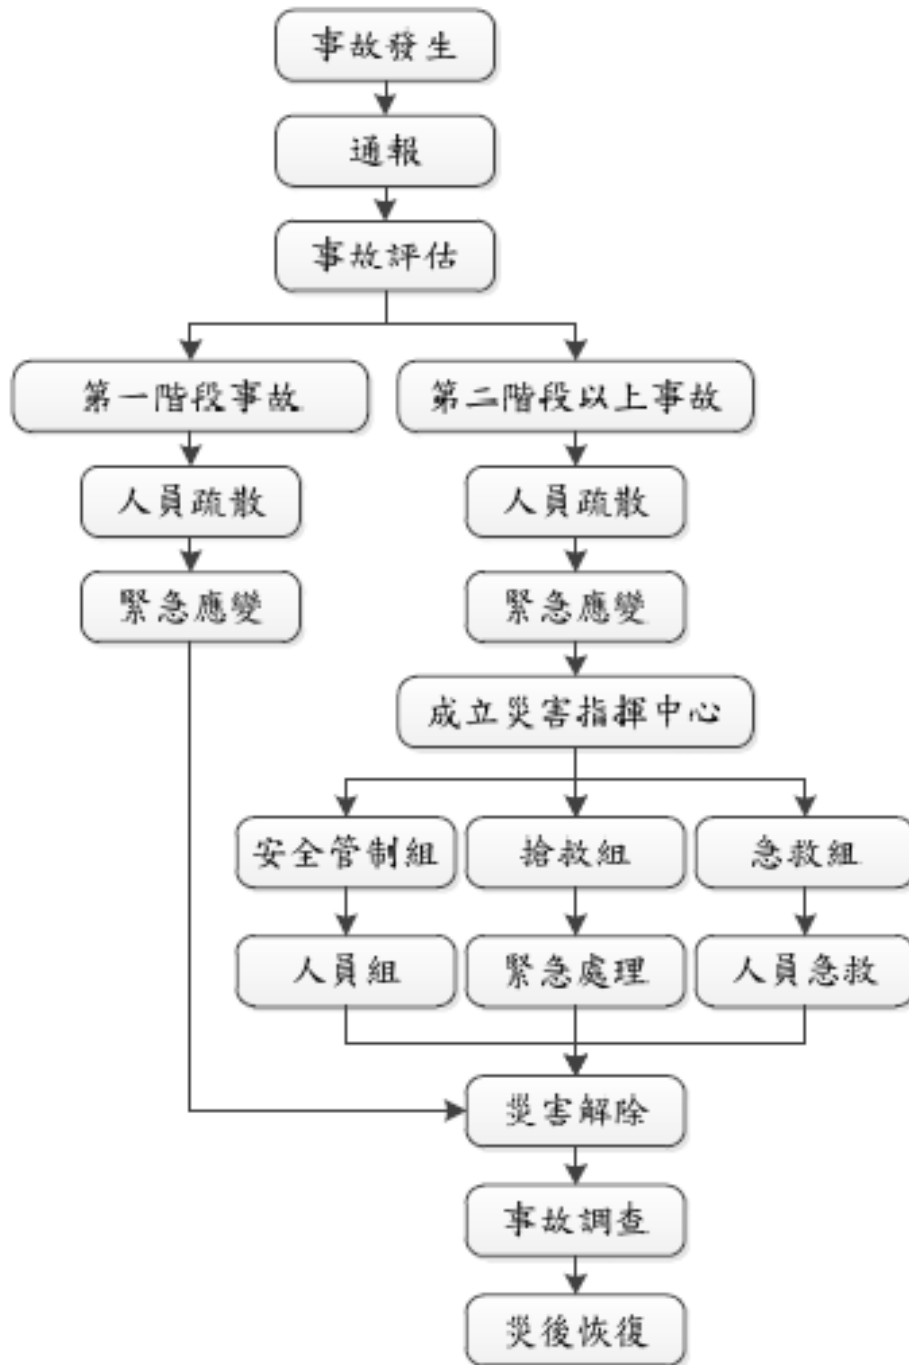 事故發生
通報
事故評估
第一階段事故
第二階段以上事故
人員疏散
人員疏散
緊急應變
緊急應變
成立災害指揮中心
安全管制組
搶救組
急救組
人員組
緊急處理
人員急救
災害解除
事故調查
災後恢復